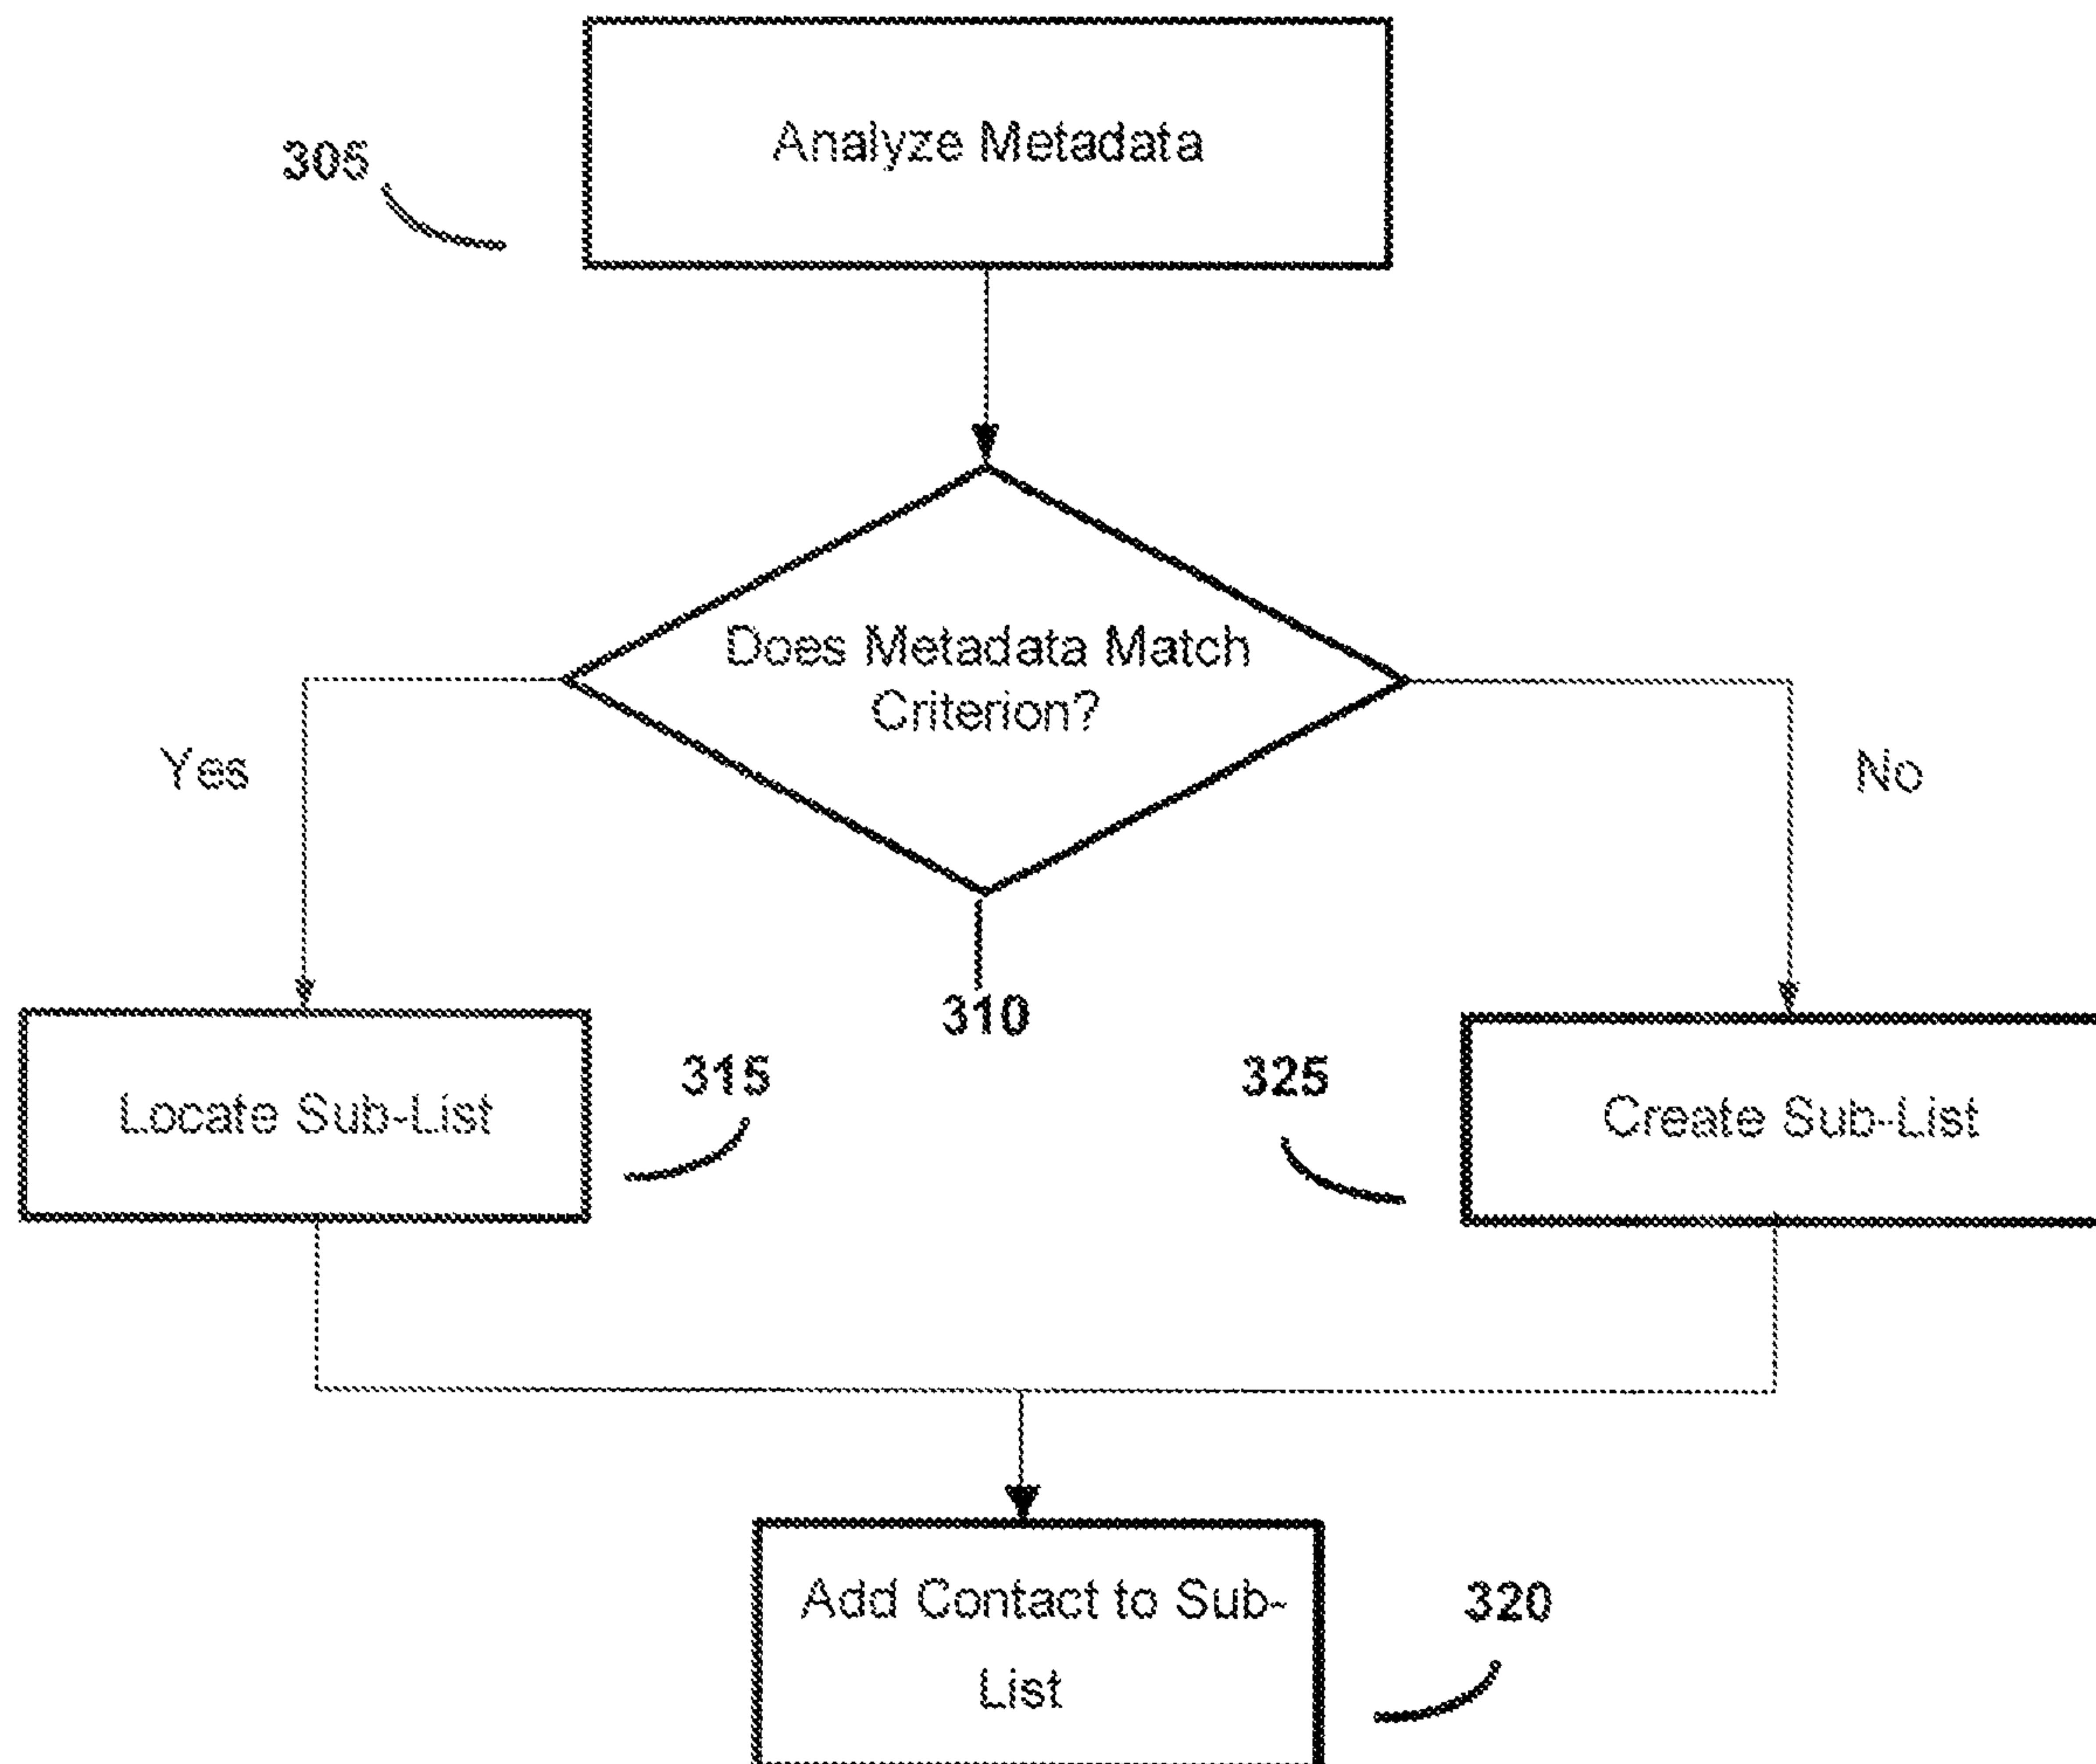 Analyze Metadata
305
Does Metadata Match
Criterion?
Yes
No
310
Locate Sub-List
315
325
Create Sub-List
Add Contact to Sub-
List
320